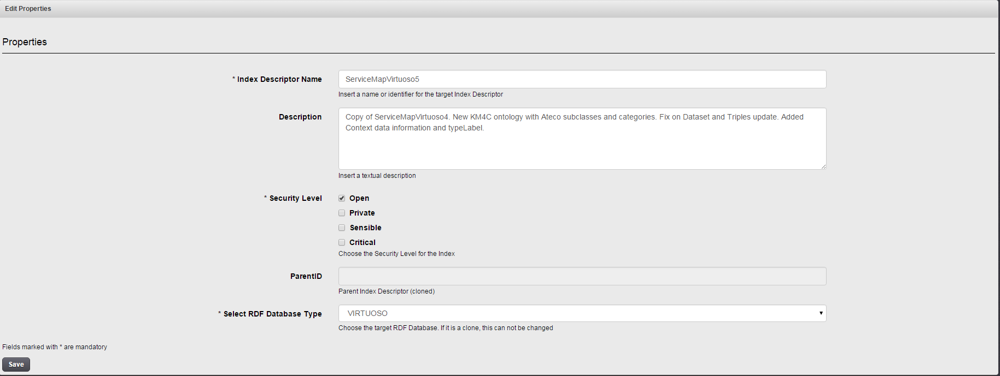 Edit Properties
Properties
* Index Descriptor Name
ServiceMapVirtuoso5
Insert a name or identifier for the target Index Descriptor
Description
Copy of ServiceMapVirtuoso4. New KM4C ontology with Ateco subclasses and categories. Fix on Dataset and Triples update. Added
Context data information and typeLabel.
Insert a textual description
* Security Level
Open
Private
Sensible
Critical
Choose the Security Level for the Index
ParentID
Parent Index Descriptor (cloned)
* Select RDF Database Type
VIRTUOSO
Choose the target RDF Database. If it is a clone, this can not be changed
Fields marked with * are mandatory
Save